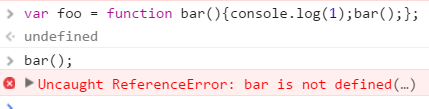 > var foo = function bar(){console.log(1);bar();};
< undefined
> bar();
Uncaught ReferenceError: bar is not defined(…)
>